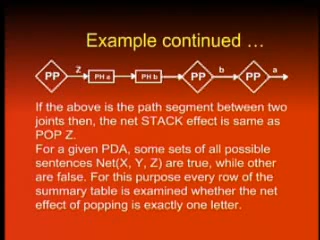 Example continued …
PP Z PH a PH b PP b PP a
If the above is the path segment between two
joints then, the net STACK effect is same as
POP Z.
For a given PDA, some sets of all possible
sentences Net(X, Y, Z) are true, while other
are false. For this purpose every row of the
summary table is examined whether the net
effect of popping is exactly one letter.